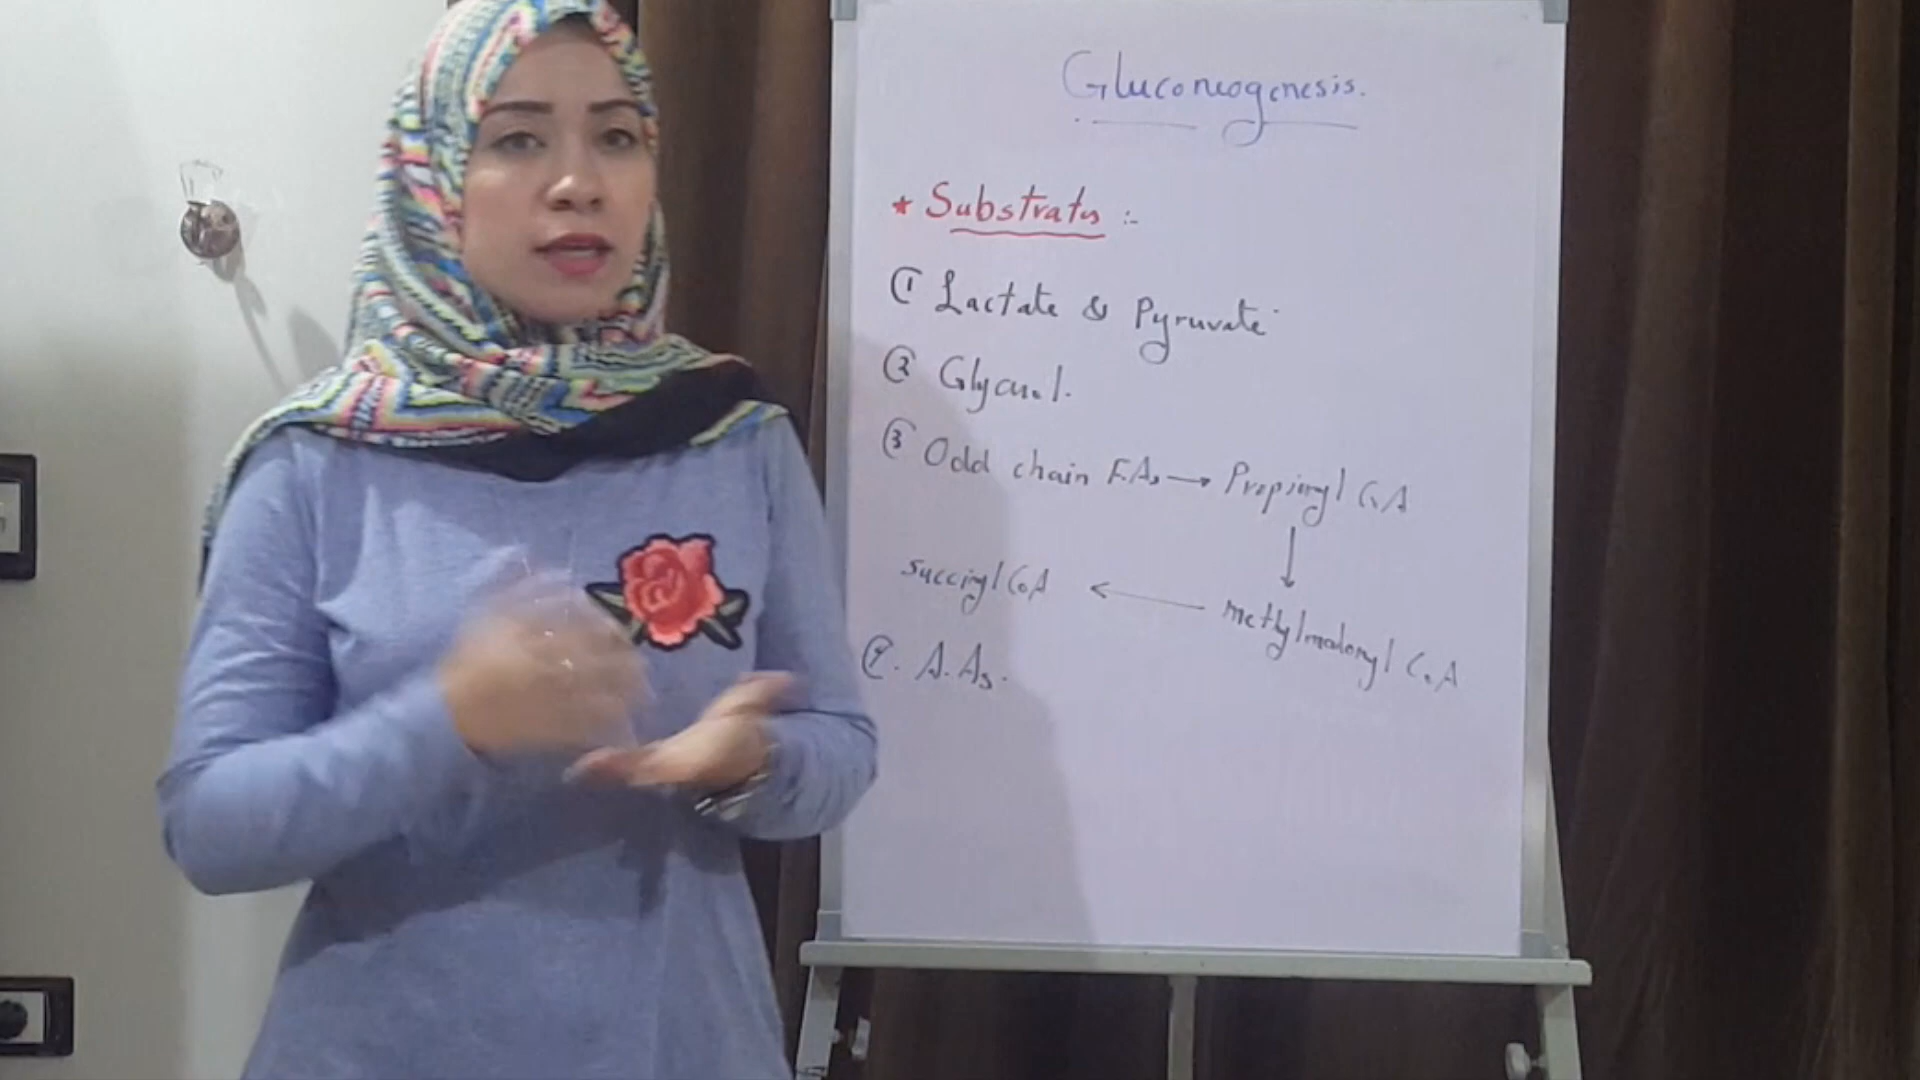 Gluconeogenesis.
* Substrates :-
① Lactate & Pyruvate
② Glycerol.
③ Odd chain F.As → Propionyl CoA
↓
succinyl CoA ← methylmalonyl CoA
④. A.As.